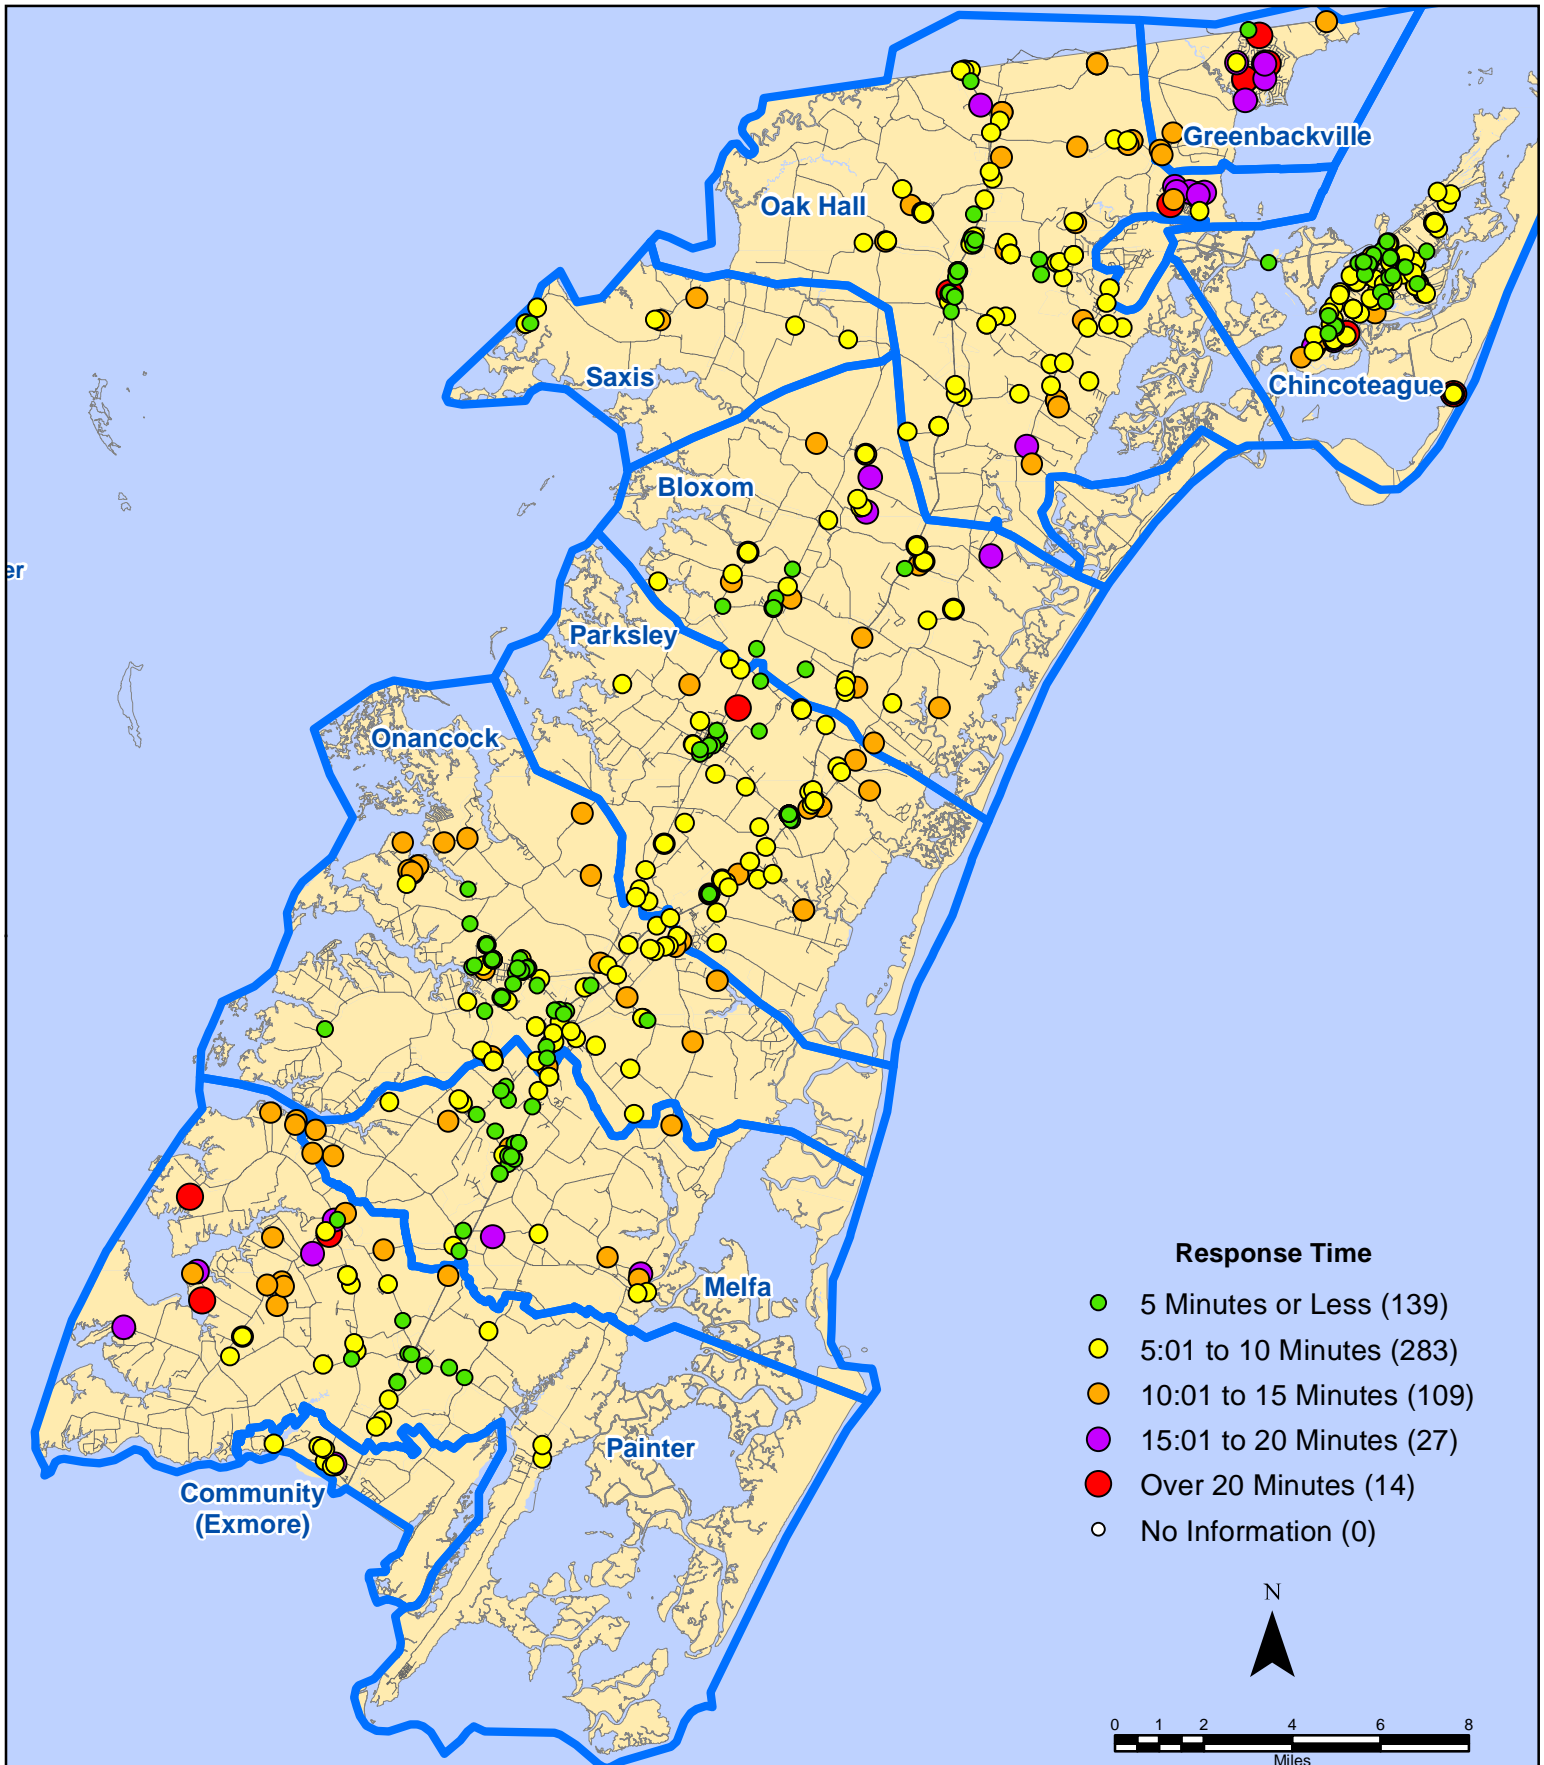 Greenbackville
Oak Hall
Saxis
Chincoteague
Bloxom
er
Parksley
Onancock
Response Time
Melfa
5 Minutes or Less (139)
5:01 to 10 Minutes (283)
10:01 to 15 Minutes (109)
Painter
15:01 to 20 Minutes (27)
Community
(Exmore)
Over 20 Minutes (14)
No Information (0)
N
0 1 2 4 6 8
Miles